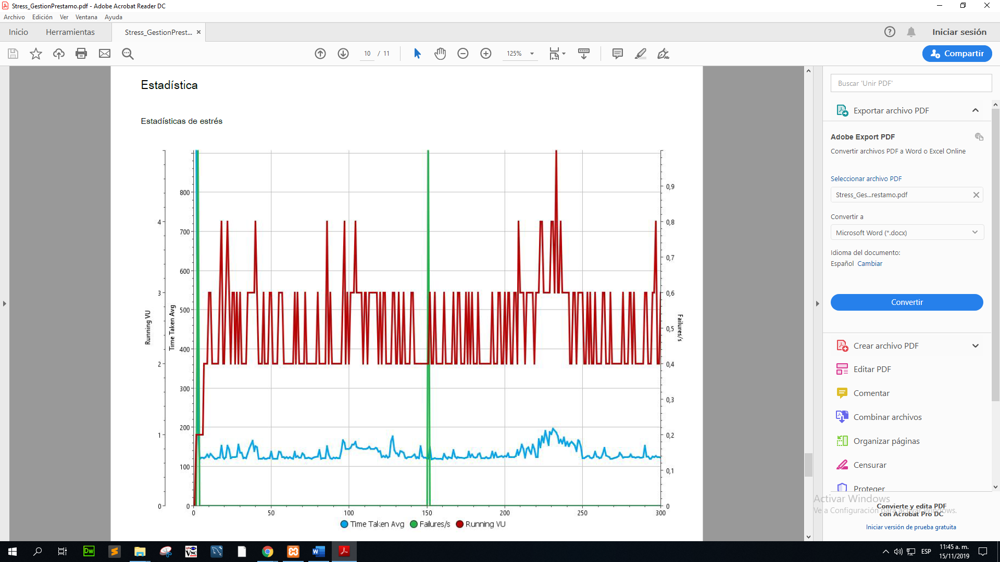 Stress_GestionPrestamo.pdf - Adobe Acrobat Reader DC
Archivo Edición Ver Ventana Ayuda
Inicio Herramientas Stress_GestionPrest... × ? Iniciar sesión
10 / 11 125% Compartir
Estadística
Estadísticas de estrés
Running VU
4
3
2
1
0
Time Taken Avg
800
700
600
500
400
300
200
100
0
0 50 100 150 200 250 300
Failures/s
0,9
0,8
0,7
0,6
0,5
0,4
0,3
0,2
0,1
0
Time Taken Avg Failures/s Running VU
Buscar 'Unir PDF'
Exportar archivo PDF
Adobe Export PDF
Convertir archivos PDF a Word o Excel Online
Seleccionar archivo PDF
Stress_Ges...restamo.pdf
Convertir a
Microsoft Word (*.docx)
Idioma del documento:
Español Cambiar
Convertir
Crear archivo PDF
Editar PDF
Comentar
Combinar archivos
Organizar páginas
Censurar
Proteger
Activar Windows
Ve a Configuración para activar Windows.
Convierte y edita PDF
con Acrobat Pro DC
Iniciar versión de prueba gratuita
Dw VNC W ESP
11:45 a. m.
15/11/2019